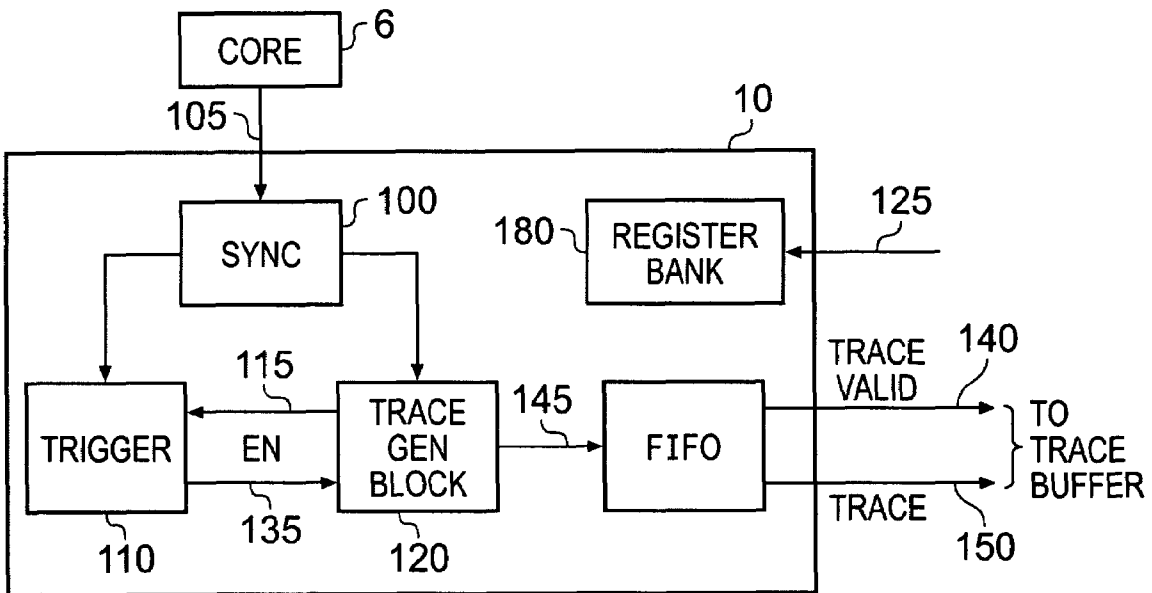 6
CORE
105
10
100
SYNC
180
REGISTER
BANK
125
TRACE
VALID
140
115
145
TRIGGER
EN
TRACE
GEN
BLOCK
FIFO
TO
TRACE
BUFFER
135
TRACE
110
120
150